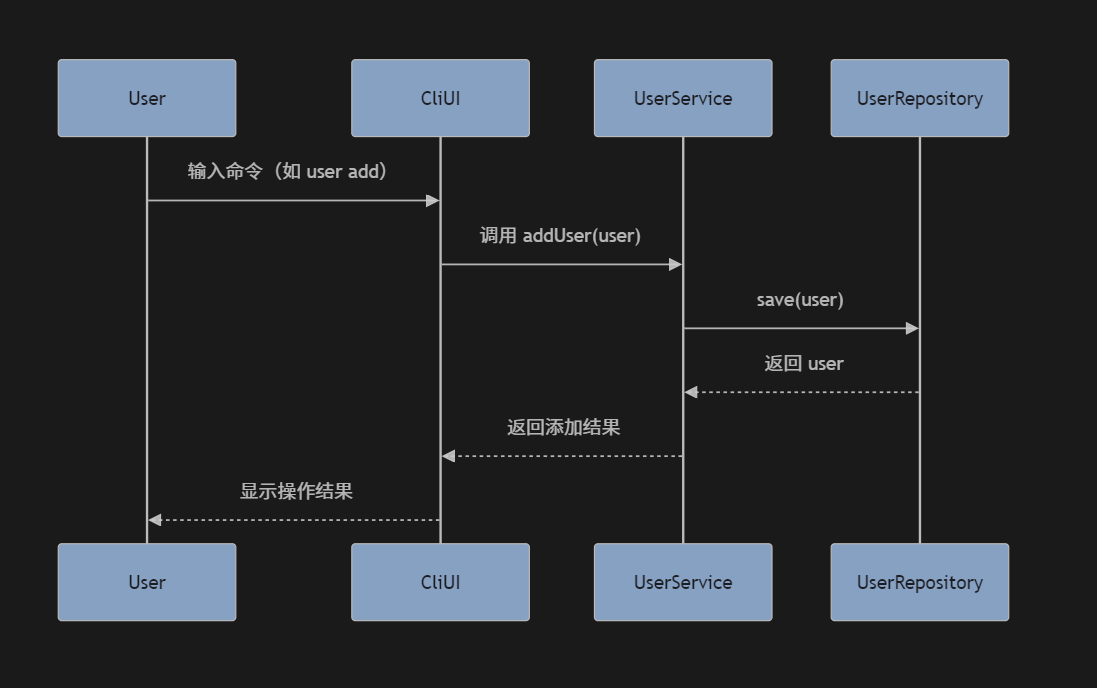 User
CliUI
UserService
UserRepository
输入命令（如 user add）
调用 addUser(user)
save(user)
返回 user
返回添加结果
显示操作结果
User
CliUI
UserService
UserRepository